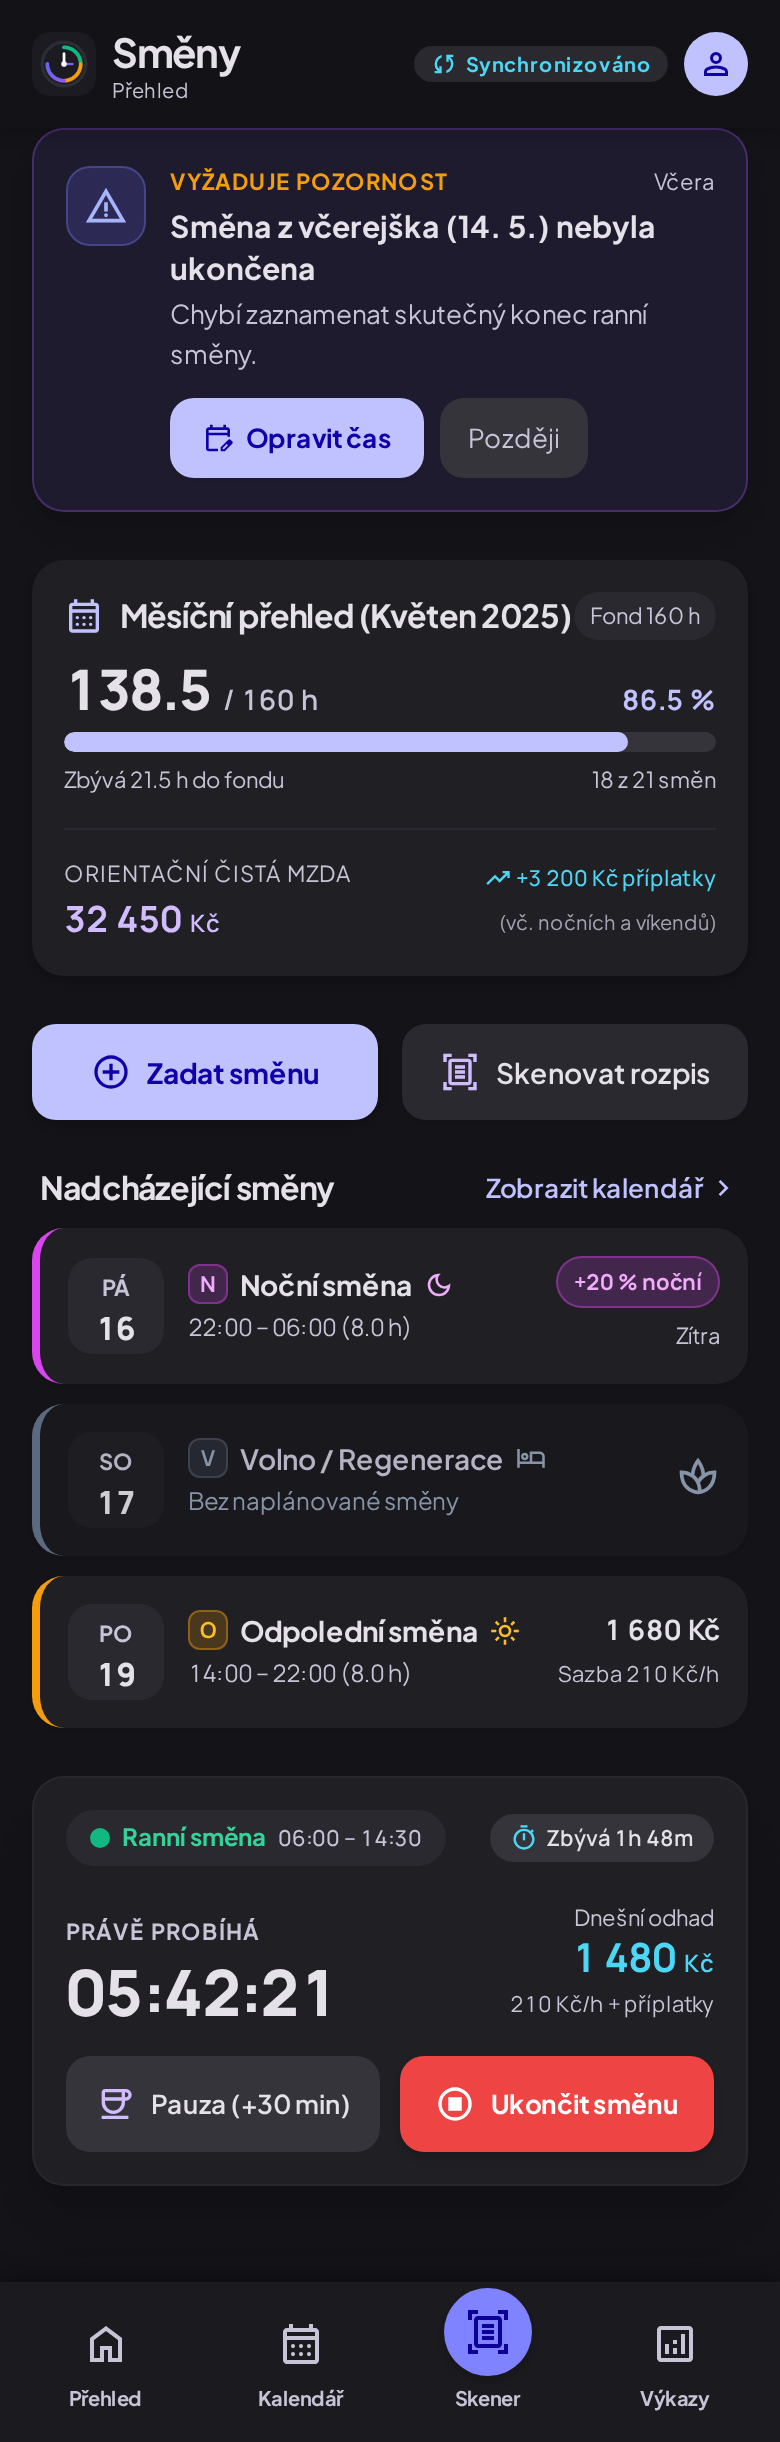 Směny
Přehled
Synchronizováno
VYŽADUJE POZORNOST
Včera
Směna z včerejška (14. 5.) nebyla
ukončena
Chybí zaznamenat skutečný konec ranní
směny.
Opravit čas
Později
Měsíční přehled (Květen 2025)
Fond 160 h
138.5 / 160 h
86.5 %
Zbývá 21.5 h do fondu
18 z 21 směn
ORIENTAČNÍ ČISTÁ MZDA
+3 200 Kč příplatky
32 450 Kč
(vč. nočních a víkendů)
Zadat směnu
Skenovat rozpis
Nadcházející směny
Zobrazit kalendář
PÁ
16
N
Noční směna
22:00 – 06:00 (8.0 h)
+20 % noční
Zítra
SO
17
V
Volno / Regenerace
Bez naplánované směny
PO
19
O
Odpolední směna
14:00 – 22:00 (8.0 h)
1 680 Kč
Sazba 210 Kč/h
Ranní směna 06:00 – 14:30
Zbývá 1h 48m
PRÁVĚ PROBÍHÁ
05:42:21
Dnešní odhad
1 480 Kč
210 Kč/h + příplatky
Pauza (+30 min)
Ukončit směnu
Přehled
Kalendář
Skener
Výkazy